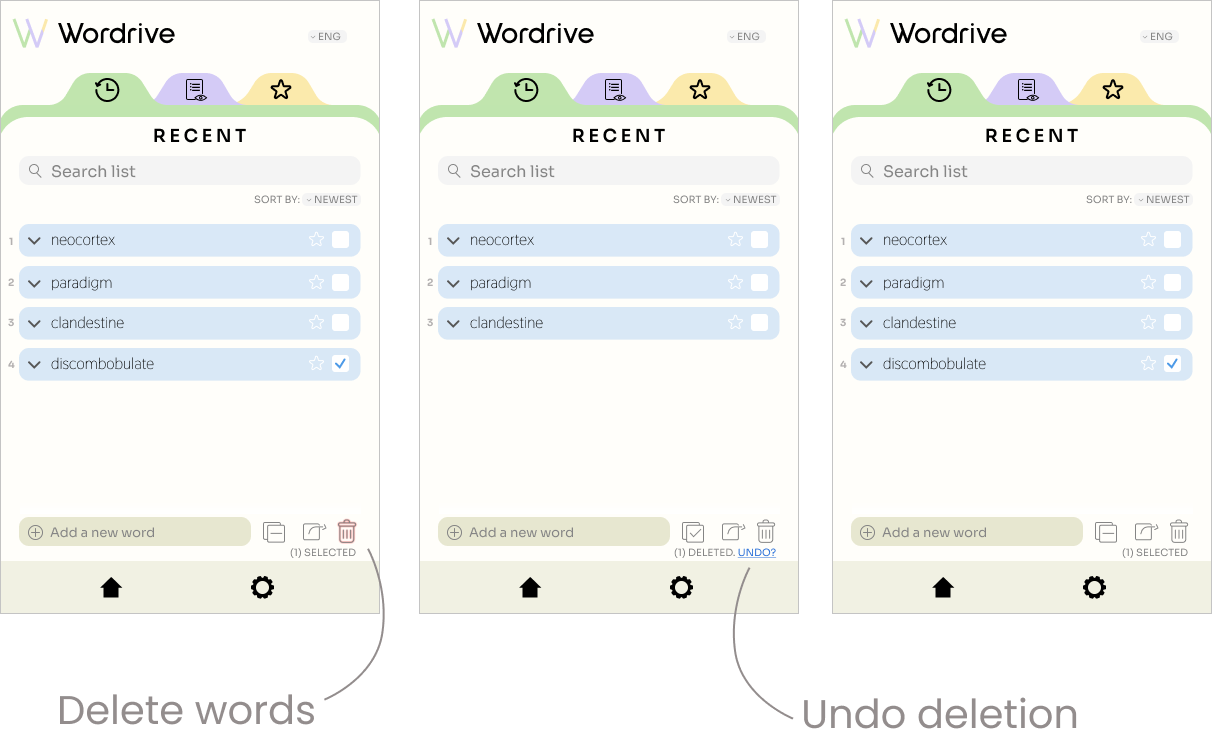 Wordrive
ENG
RECENT
Search list
SORT BY: NEWEST
1 neocortex
2 paradigm
3 clandestine
4 discombobulate
Add a new word
(1) SELECTED
Wordrive
ENG
RECENT
Search list
SORT BY: NEWEST
1 neocortex
2 paradigm
3 clandestine
Add a new word
(1) DELETED. UNDO?
Wordrive
ENG
RECENT
Search list
SORT BY: NEWEST
1 neocortex
2 paradigm
3 clandestine
4 discombobulate
Add a new word
(1) SELECTED
Delete words
Undo deletion